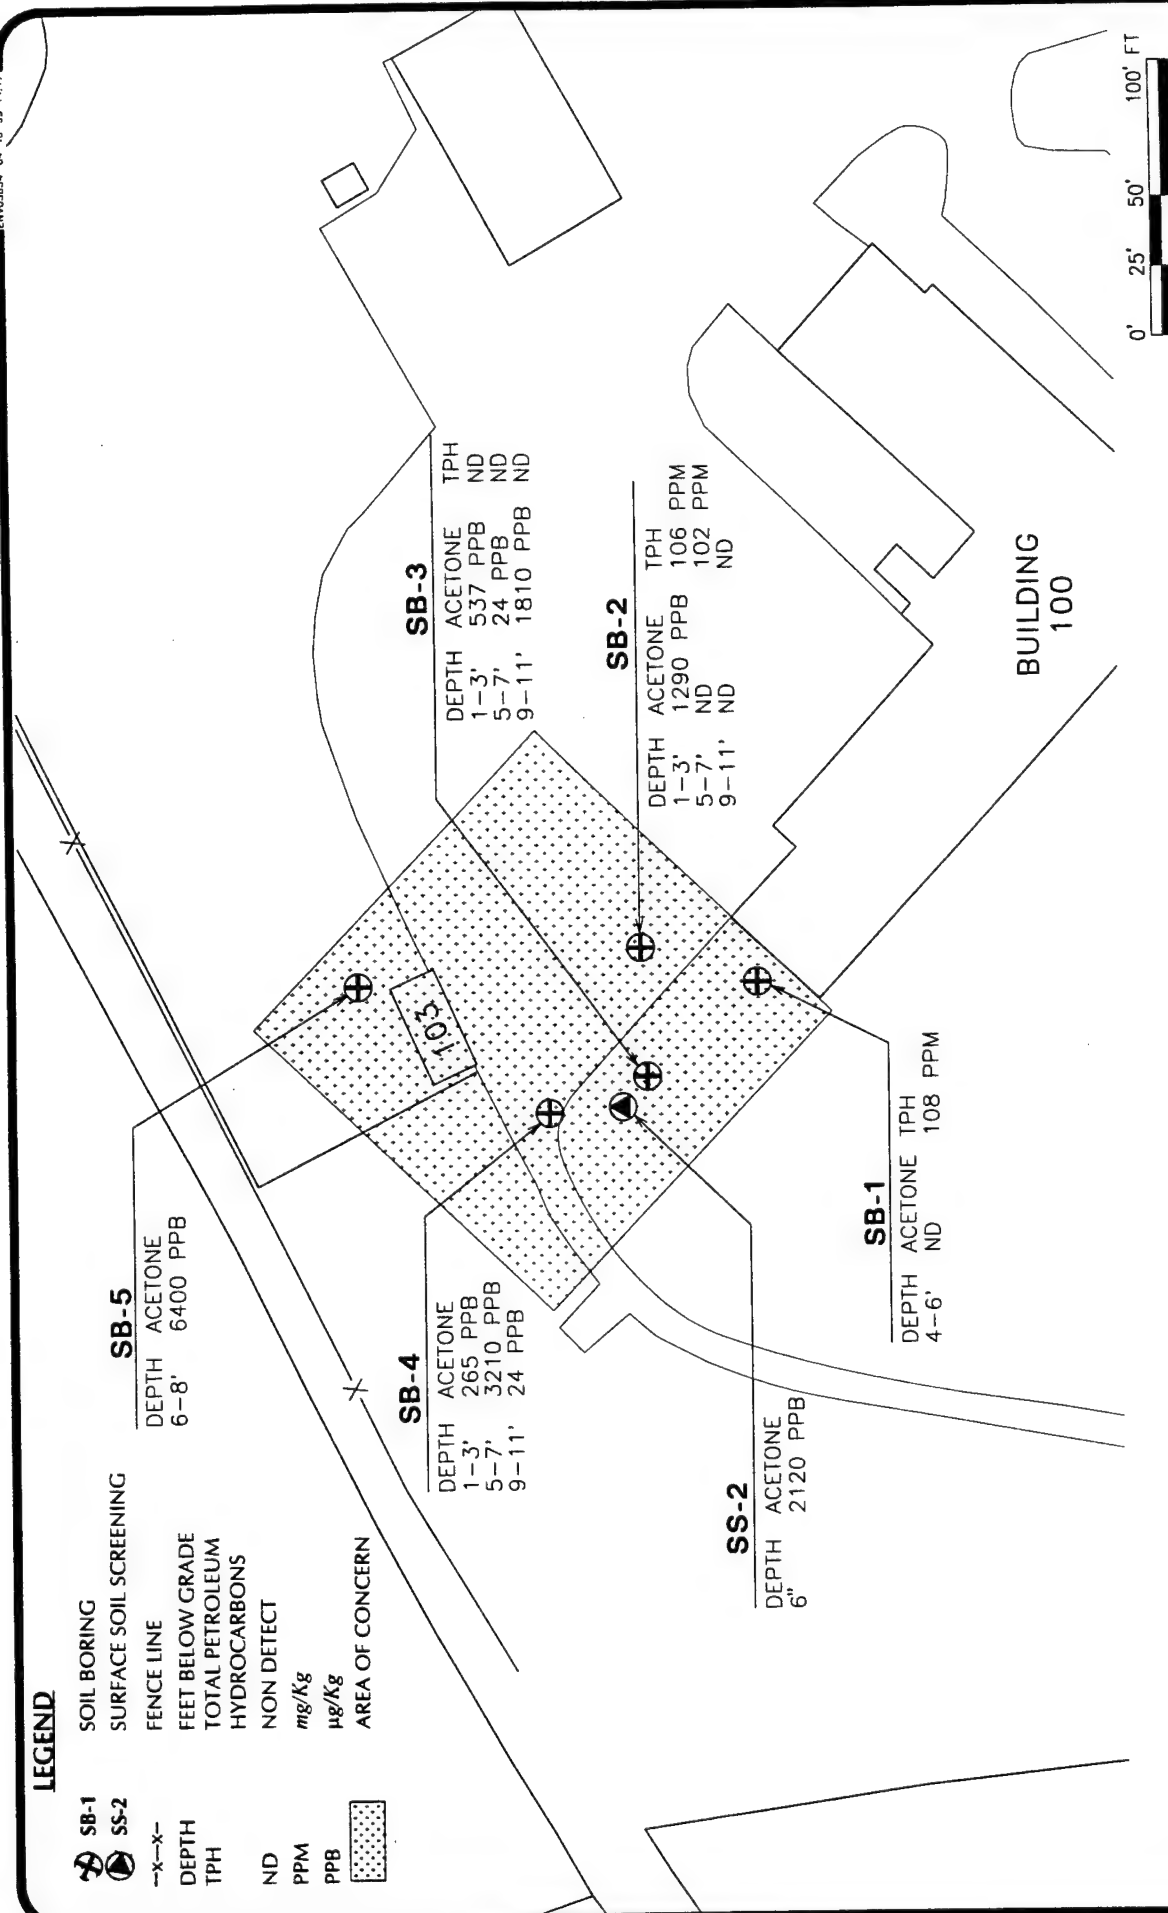 LEGEND
SB-1 SOIL BORING
SS-2 SURFACE SOIL SCREENING
-x-x- FENCE LINE
DEPTH FEET BELOW GRADE
TPH TOTAL PETROLEUM
HYDROCARBONS
ND NON DETECT
PPM mg/Kg
PPB µg/Kg
AREA OF CONCERN
SB-5
DEPTH ACETONE
6-8' 6400 PPB
SB-4
DEPTH ACETONE
1-3' 265 PPB
5-7' 3210 PPB
9-11' 24 PPB
SS-2
DEPTH ACETONE
6" 2120 PPB
SB-1
DEPTH ACETONE TPH
4-6' ND 108 PPM
103
SB-3
DEPTH ACETONE TPH
1-3' 537 PPB ND
5-7' 24 PPB ND
9-11' 1810 PPB ND
SB-2
DEPTH ACETONE TPH
1-3' 1290 PPB 106 PPM
5-7' ND 102 PPM
9-11' ND ND
BUILDING
100
0' 25' 50' 100' FT